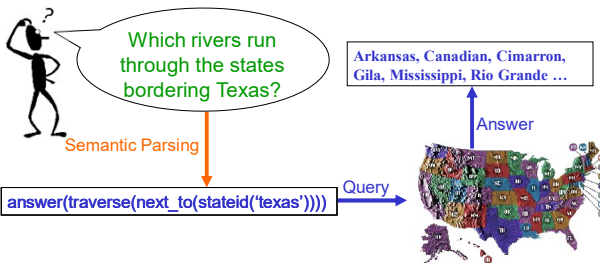 ?
Which rivers run
through the states
bordering Texas?
Arkansas, Canadian, Cimarron,
Gila, Mississippi, Rio Grande …
Semantic Parsing
Answer
answer(traverse(next_to(stateid(‘texas’))))
Query